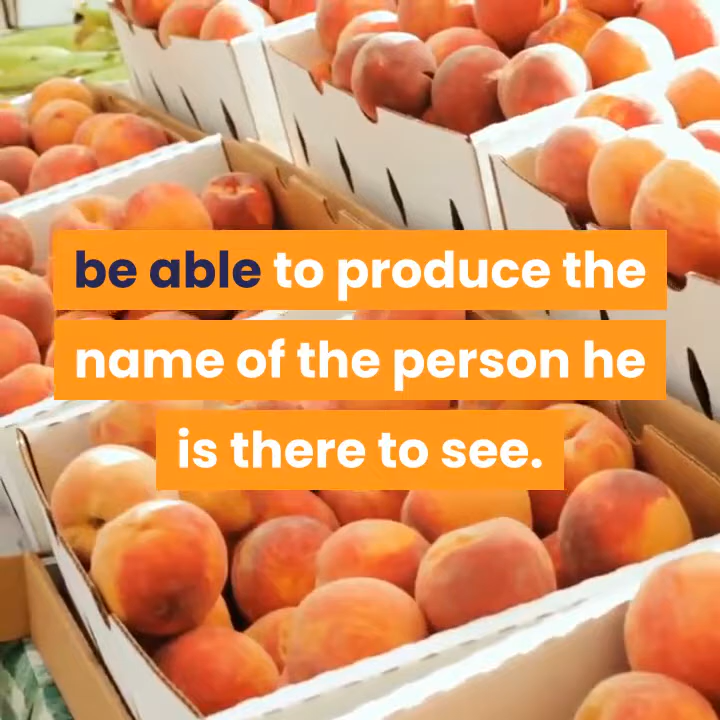 be able to produce the
name of the person he
is there to see.